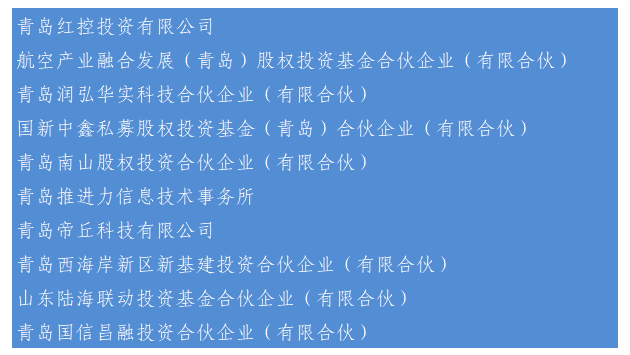 青岛红控投资有限公司
航空产业融合发展（青岛）股权投资基金合伙企业（有限合伙）
青岛润弘华实科技合伙企业（有限合伙）
国新中鑫私募股权投资基金（青岛）合伙企业（有限合伙）
青岛南山股权投资合伙企业（有限合伙）
青岛推进力信息技术事务所
青岛帝丘科技有限公司
青岛西海岸新区新基建投资合伙企业（有限合伙）
山东陆海联动投资基金合伙企业（有限合伙）
青岛国信昌融投资合伙企业（有限合伙）